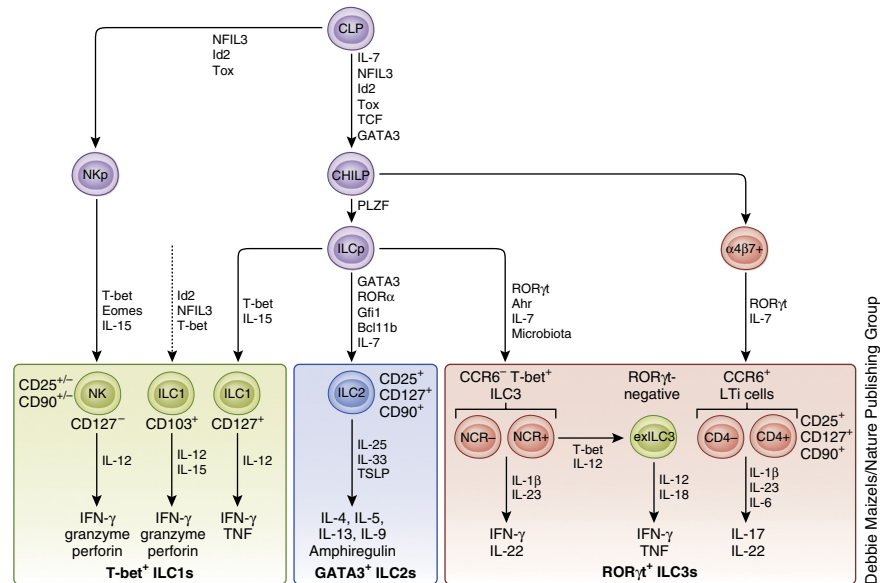 CLP
NFIL3
Id2
Tox
IL-7
NFIL3
Id2
Tox
TCF
GATA3
NKp
CHILP
PLZF
ILCp
α4β7+
T-bet
Eomes
IL-15
Id2
NFIL3
T-bet
T-bet
IL-15
GATA3
RORα
Gfi1
Bcl11b
IL-7
RORγt
Ahr
IL-7
Microbiota
RORγt
IL-7
CD25+/–
CD90+/–
NK
CD127–
ILC1
CD103+
ILC1
CD127+
IL-12
IL-12
IL-15
IL-12
IFN-γ
granzyme
perforin
IFN-γ
granzyme
perforin
IFN-γ
TNF
T-bet+ ILC1s
ILC2
CD25+
CD127+
CD90+
IL-25
IL-33
TSLP
IL-4, IL-5,
IL-13, IL-9
Amphiregulin
GATA3+ ILC2s
CCR6– T-bet+
ILC3
NCR–
NCR+
T-bet
IL-12
RORγt-
negative
exILC3
CCR6+
LTi cells
CD4–
CD4+
CD25+
CD127+
CD90+
IL-1β
IL-23
IL-12
IL-18
IL-1β
IL-23
IL-6
IFN-γ
IL-22
IFN-γ
TNF
IL-17
IL-22
RORγt+ ILC3s
Debbie Maizels/Nature Publishing Group